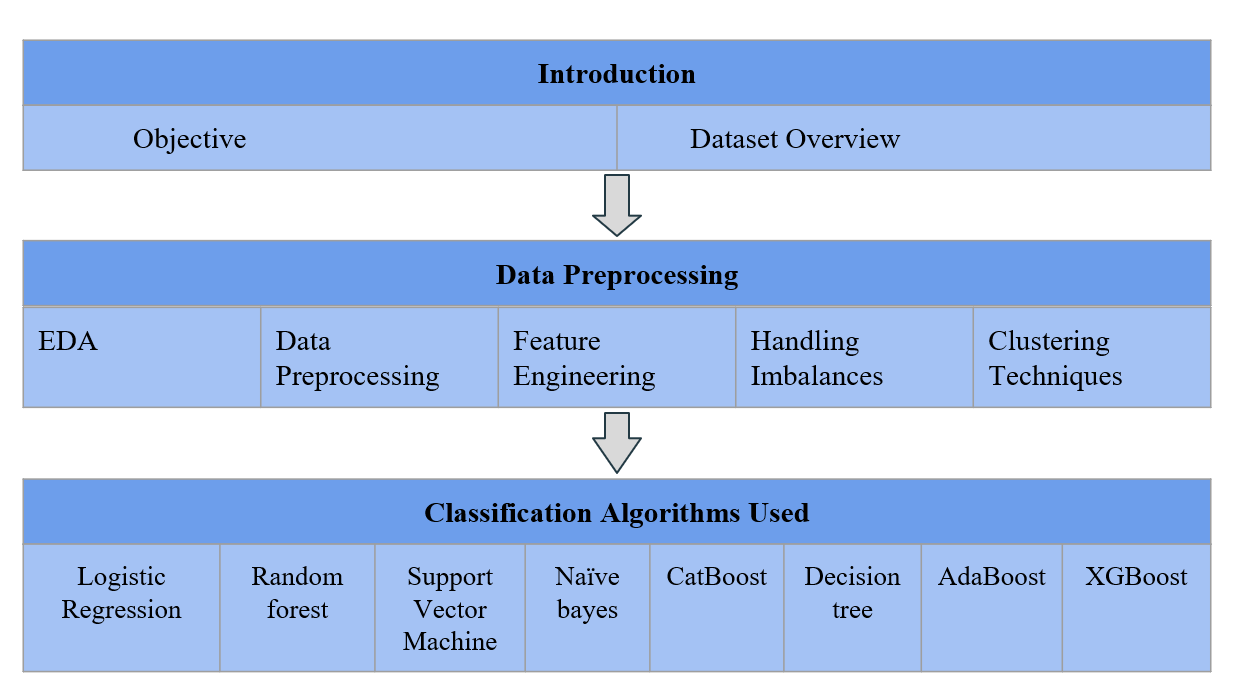 Introduction
Objective
Dataset Overview
Data Preprocessing
EDA
Data
Preprocessing
Feature
Engineering
Handling
Imbalances
Clustering
Techniques
Classification Algorithms Used
Logistic
Regression
Random
forest
Support
Vector
Machine
Naïve
bayes
CatBoost
Decision
tree
AdaBoost
XGBoost